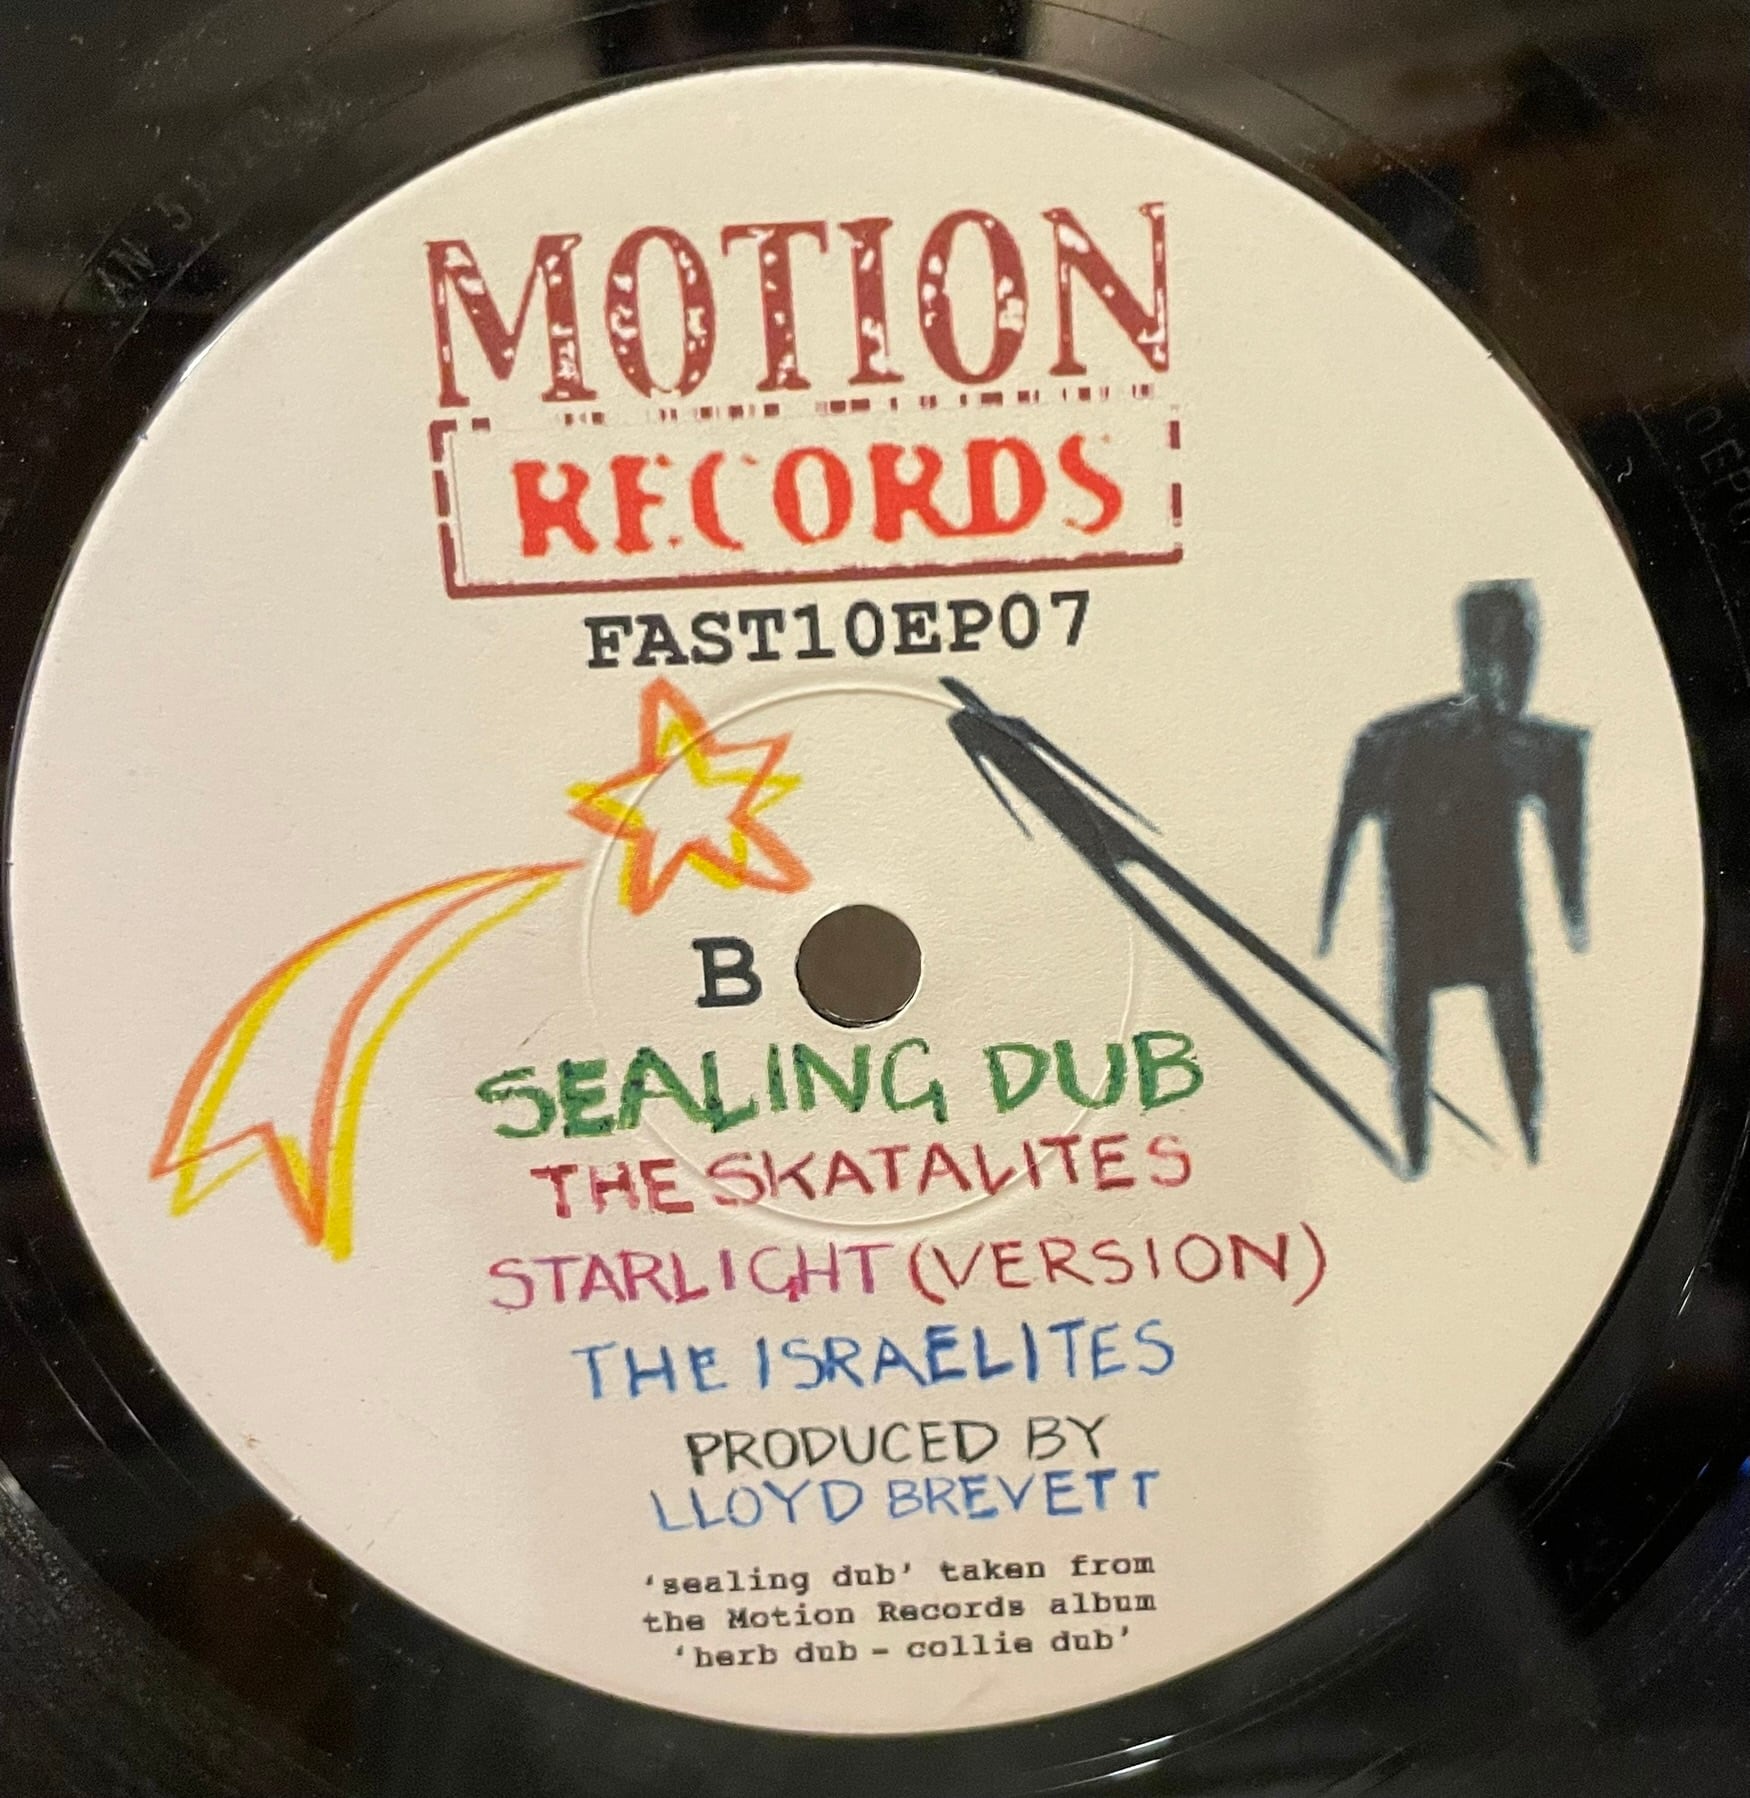 MOTION
RECORDS
FAST10EP07
B
SEALING DUB
THE SKATALITES
STARLIGHT (VERSION)
THE ISRAELITES
PRODUCED BY
LLOYD BREVETT
'sealing dub' taken from
the Motion Records album
'herb dub - collie dub'